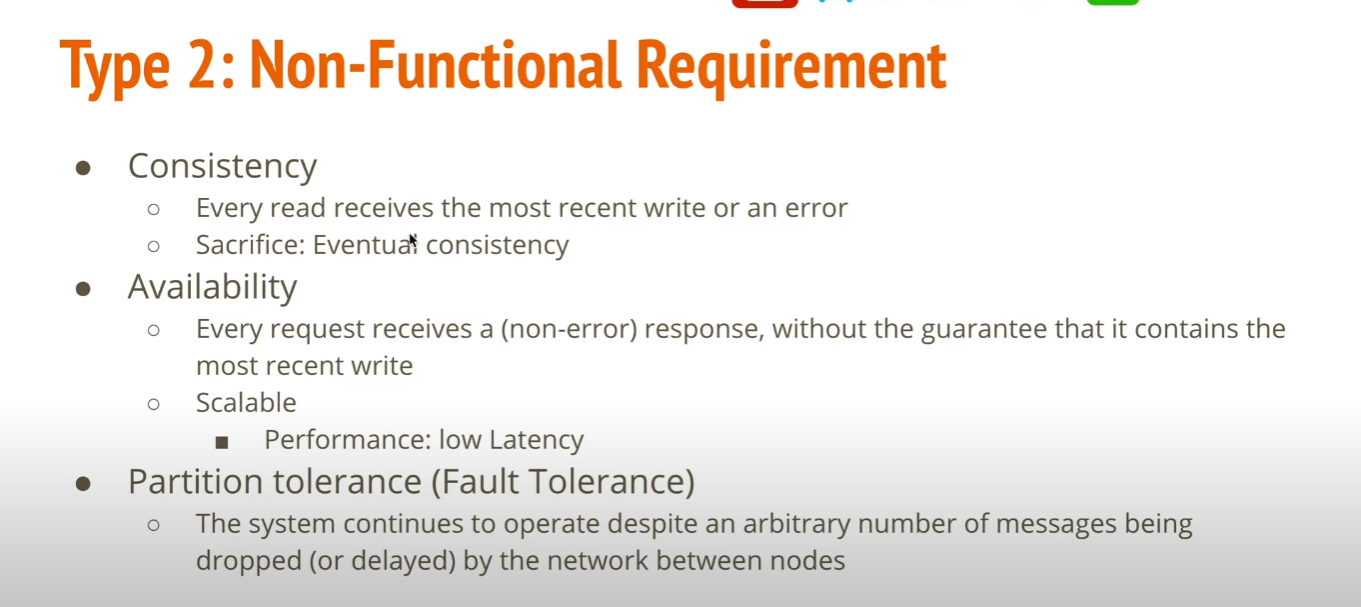 Type 2: Non-Functional Requirement
● Consistency
○ Every read receives the most recent write or an error
○ Sacrifice: Eventual consistency
● Availability
○ Every request receives a (non-error) response, without the guarantee that it contains the
most recent write
○ Scalable
■ Performance: low Latency
● Partition tolerance (Fault Tolerance)
○ The system continues to operate despite an arbitrary number of messages being
dropped (or delayed) by the network between nodes